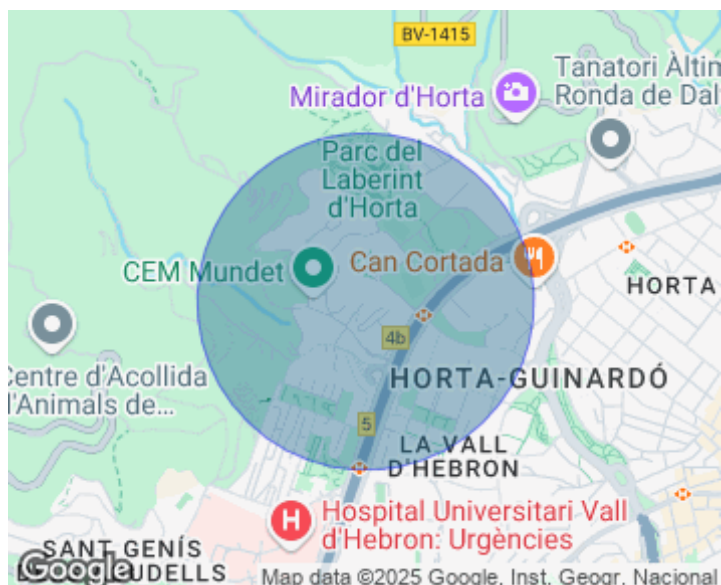 BV-1415
Mirador d'Horta
Tanatori Àltim
Ronda de Dal
Parc del
Laberint
d'Horta
CEM Mundet
Can Cortada
HORTA
4b
Centre d'Acollida
d'Animals de...
HORTA-GUINARDÓ
5
LA VALL
D'HEBRON
H
Hospital Universitari Vall
d'Hebron: Urgències
SANT GENÍS
Google
Map data ©2025 Google, Inst. Geogr. Nacional